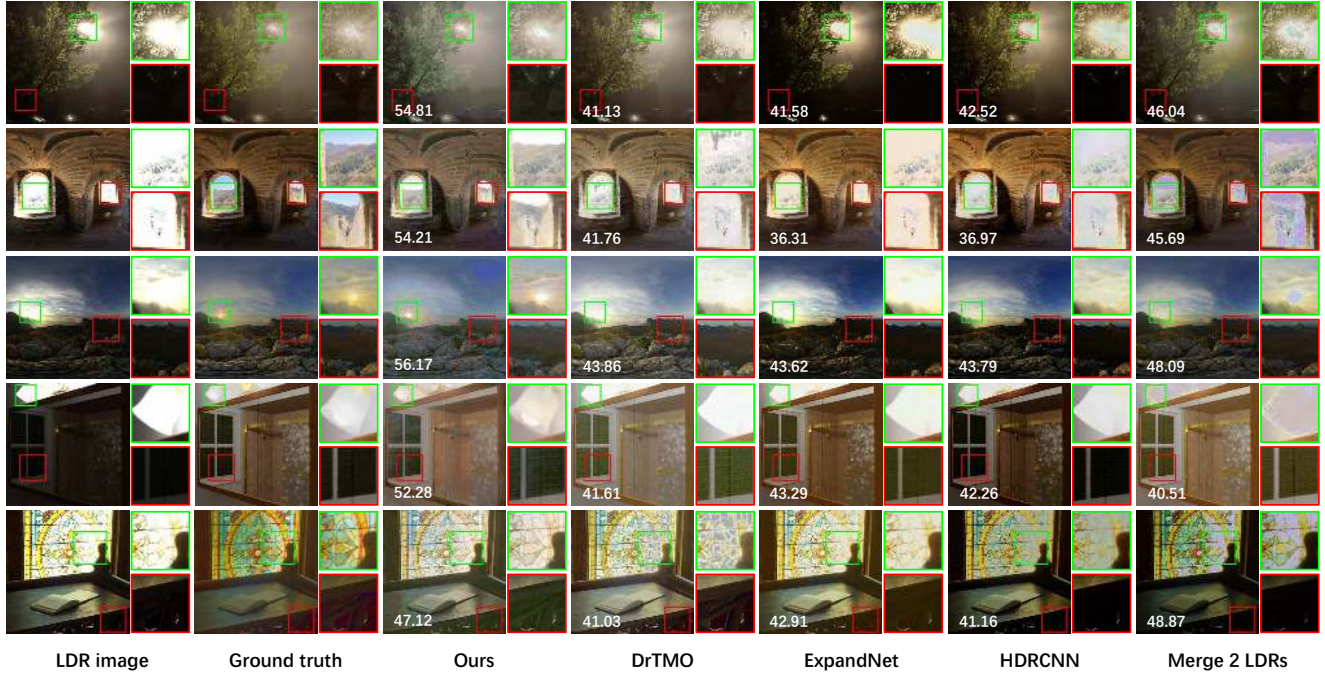 54.81 41.13 41.58 42.52 46.04
54.21 41.76 36.31 36.97 45.69
56.17 43.86 43.62 43.79 48.09
52.28 41.61 43.29 42.26 40.51
47.12 41.03 42.91 41.16 48.87
LDR image Ground truth Ours DrTMO ExpandNet HDRCNN Merge 2 LDRs